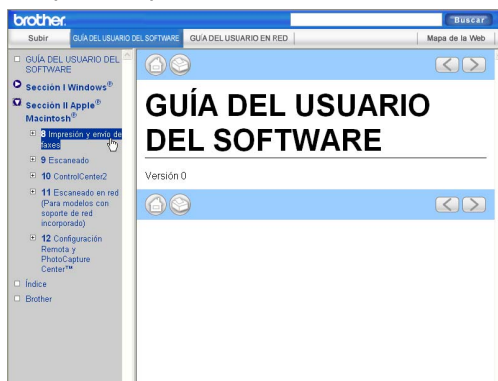 brother.
Buscar
Subir
GUÍA DEL USUARIO DEL SOFTWARE
GUÍA DEL USUARIO EN RED
Mapa de la Web
GUÍA DEL USUARIO DEL
SOFTWARE
Sección I Windows®
Sección II Apple®
Macintosh®
8 Impresión y envío de
faxes
9 Escaneado
10 ControlCenter2
11 Escaneado en red
(Para modelos con
soporte de red
incorporado)
12 Configuración
Remota y
PhotoCapture
Center™
Índice
Brother
GUÍA DEL USUARIO
DEL SOFTWARE
Versión 0